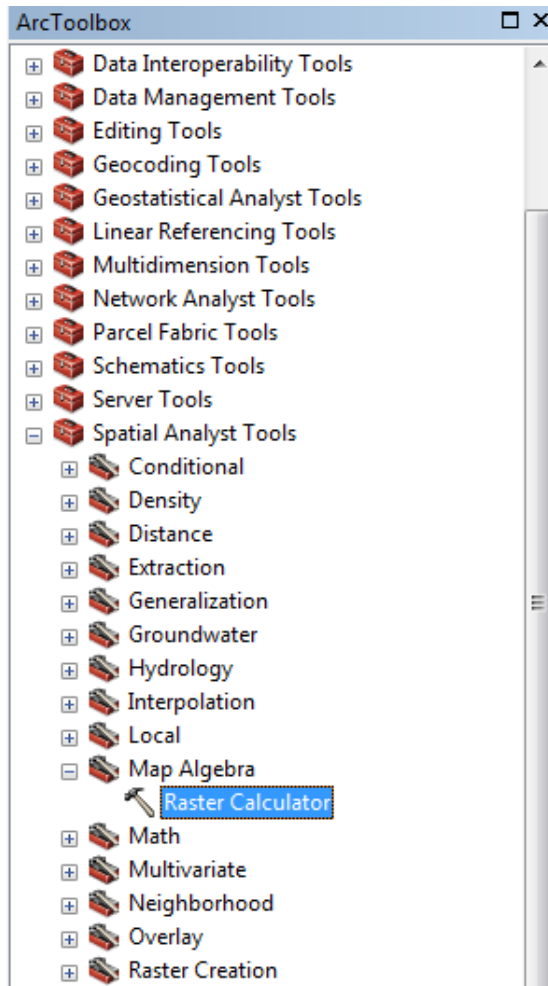 ArcToolbox
Data Interoperability Tools
Data Management Tools
Editing Tools
Geocoding Tools
Geostatistical Analyst Tools
Linear Referencing Tools
Multidimension Tools
Network Analyst Tools
Parcel Fabric Tools
Schematics Tools
Server Tools
Spatial Analyst Tools
Conditional
Density
Distance
Extraction
Generalization
Groundwater
Hydrology
Interpolation
Local
Map Algebra
Raster Calculator
Math
Multivariate
Neighborhood
Overlay
Raster Creation